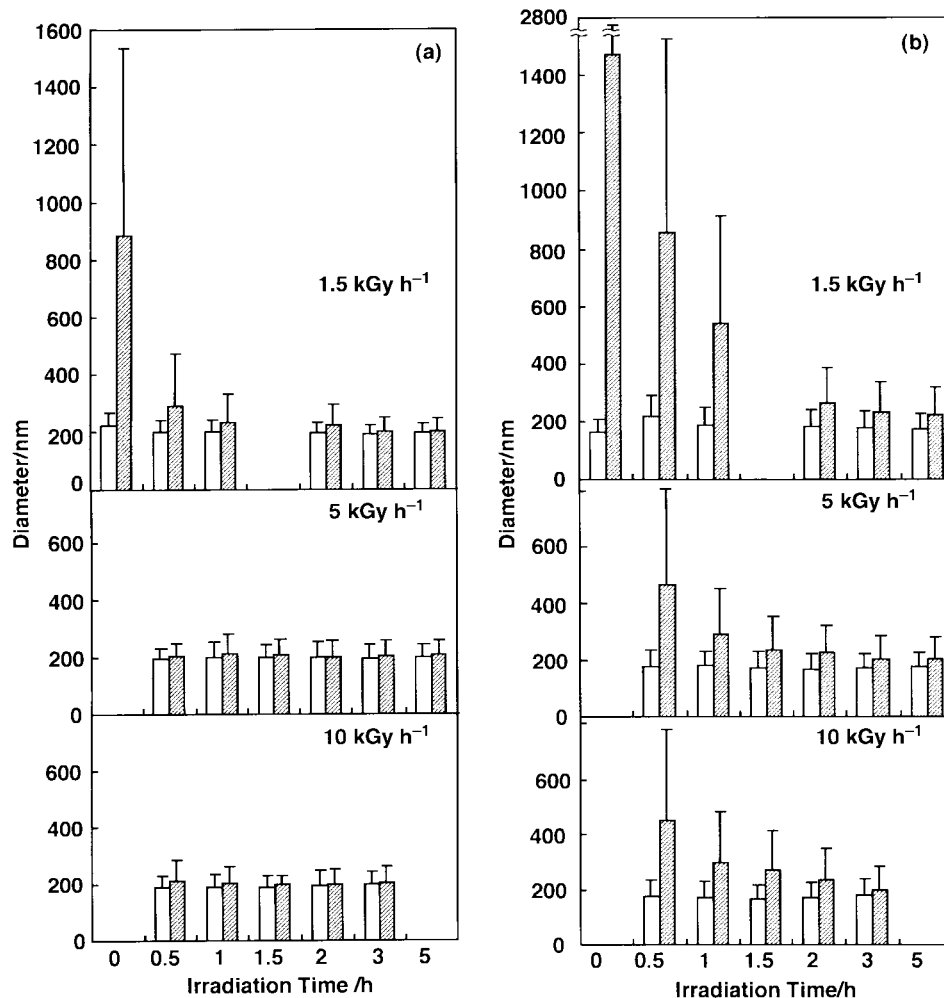 (a)
1600
1400
1200
1000
800
600
400
200
0
1.5 kGy h⁻¹
5 kGy h⁻¹
600
400
200
0
10 kGy h⁻¹
600
400
200
0
Diameter/nm
0 0.5 1 1.5 2 3 5
Irradiation Time /h
(b)
2800
1400
1200
1000
800
600
400
200
0
1.5 kGy h⁻¹
5 kGy h⁻¹
600
400
200
0
10 kGy h⁻¹
600
400
200
0
Diameter/nm
0 0.5 1 1.5 2 3 5
Irradiation Time/h